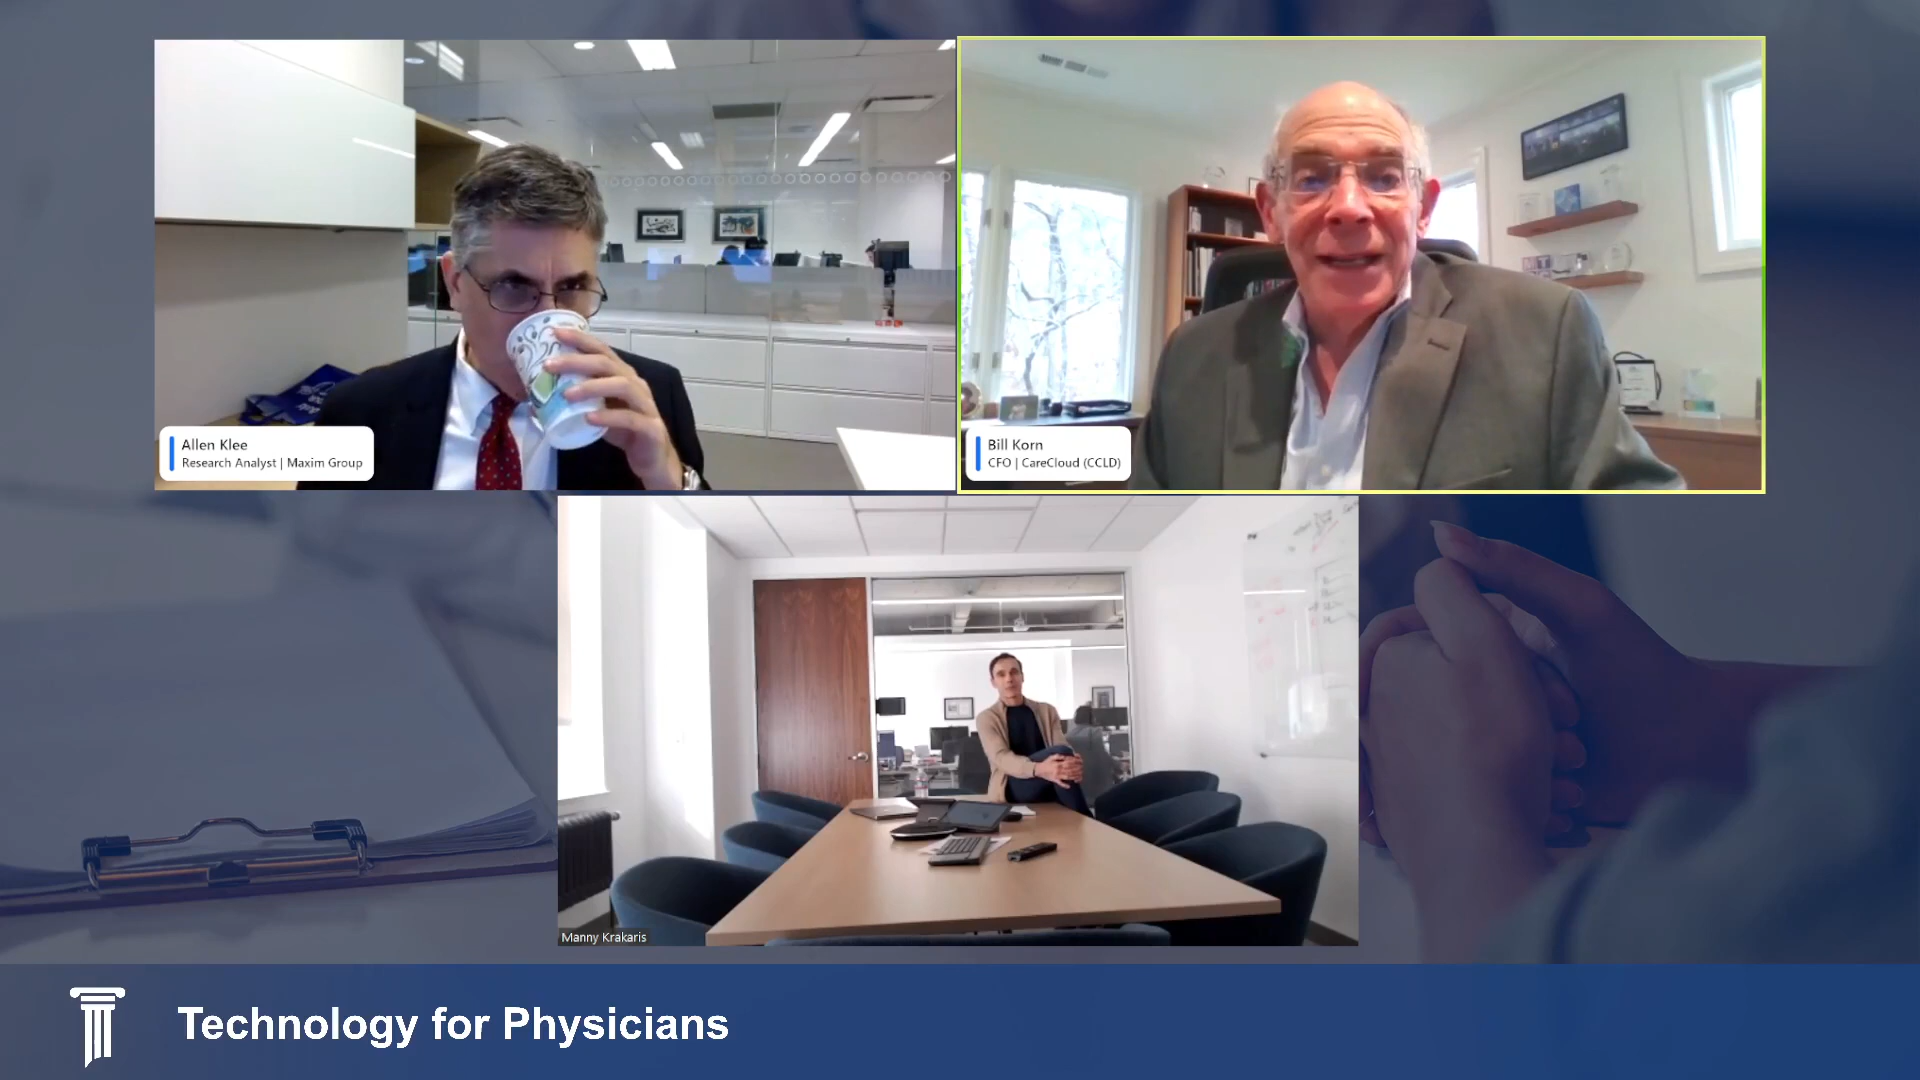 Allen Klee
Research Analyst | Maxim Group
Bill Korn
CFO | CareCloud (CCLD)
Manny Krakaris
Technology for Physicians